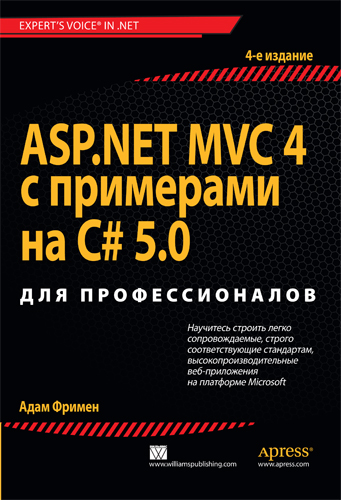 EXPERT'S VOICE® IN .NET
4-е издание
ASP.NET MVC 4
с примерами
на C# 5.0
ДЛЯ ПРОФЕССИОНАЛОВ
Научитесь строить легко
сопровождаемые, строго
соответствующие стандартам,
высокопроизводительные
веб-приложения
на платформе Microsoft
Адам Фримен
www.williamspublishing.com
Apress®
www.apress.com